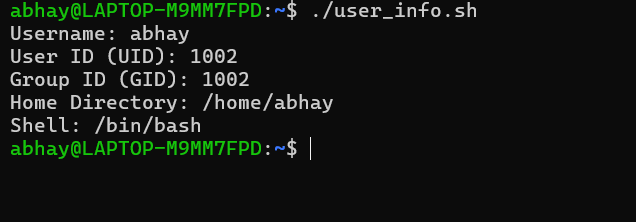 abhay@LAPTOP-M9MM7FPD:~$ ./user_info.sh
Username: abhay
User ID (UID): 1002
Group ID (GID): 1002
Home Directory: /home/abhay
Shell: /bin/bash
abhay@LAPTOP-M9MM7FPD:~$